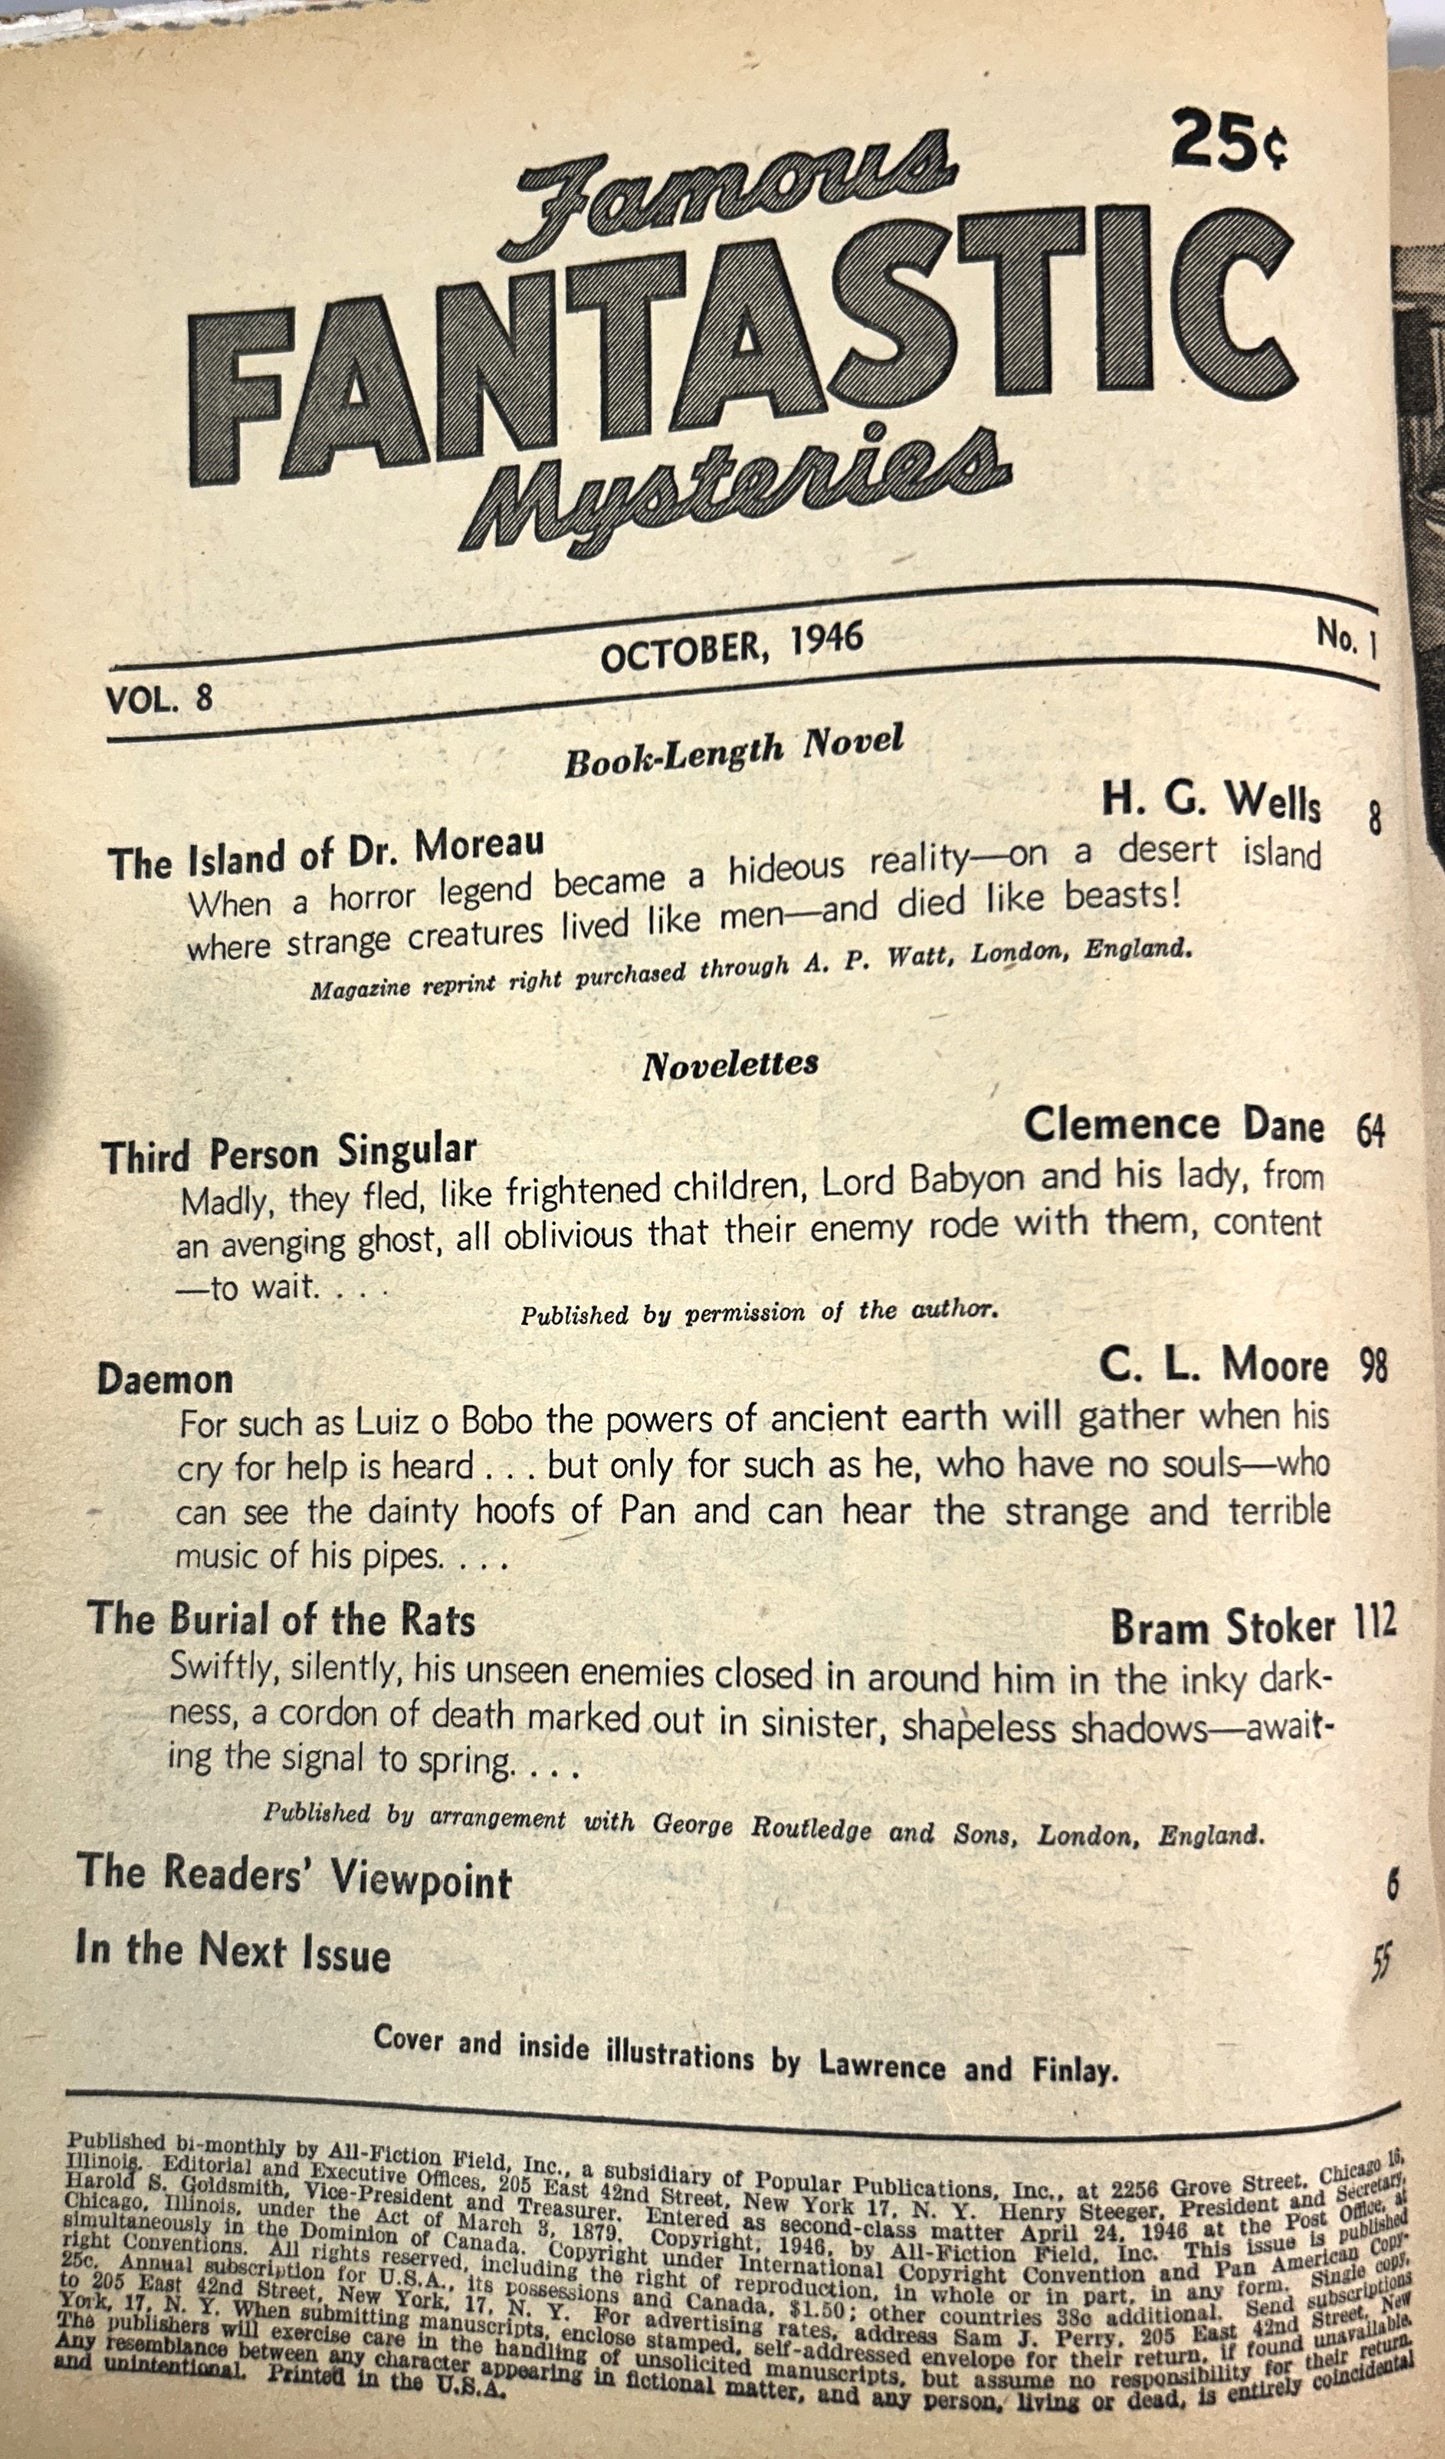 25¢
Famous
FANTASTIC
Mysteries
VOL. 8 OCTOBER, 1946 No. 1
Book-Length Novel
The Island of Dr. Moreau H. G. Wells 8
When a horror legend became a hideous reality—on a desert island
where strange creatures lived like men—and died like beasts!
Magazine reprint right purchased through A. P. Watt, London, England.
Novelettes
Third Person Singular Clemence Dane 64
Madly, they fled, like frightened children, Lord Babyon and his lady, from
an avenging ghost, all oblivious that their enemy rode with them, content
—to wait. . . .
Published by permission of the author.
Daemon C. L. Moore 98
For such as Luiz o Bobo the powers of ancient earth will gather when his
cry for help is heard . . . but only for such as he, who have no souls—who
can see the dainty hoofs of Pan and can hear the strange and terrible
music of his pipes. . . .
The Burial of the Rats Bram Stoker 112
Swiftly, silently, his unseen enemies closed in around him in the inky dark-
ness, a cordon of death marked out in sinister, shapeless shadows—await-
ing the signal to spring. . . .
Published by arrangement with George Routledge and Sons, London, England.
The Readers' Viewpoint 6
In the Next Issue 55
Cover and inside illustrations by Lawrence and Finlay.
Published bi-monthly by All-Fiction Field, Inc., a subsidiary of Popular Publications, Inc., at 2256 Grove Street, Chicago 16,
Illinois. Editorial and Executive Offices, 205 East 42nd Street, New York 17, N. Y. Henry Steeger, President and Secretary,
Harold S. Goldsmith, Vice-President and Treasurer. Entered as second-class matter April 24, 1946 at the Post Office, at
Chicago, Illinois, under the Act of March 3, 1879. Copyright, 1946, by All-Fiction Field, Inc. This issue is published
simultaneously in the Dominion of Canada. Copyright under International Copyright Convention and Pan American Copy-
right Conventions. All rights reserved, including the right of reproduction, in whole or in part, in any form. Single copy,
25c. Annual subscription for U.S.A., its possessions and Canada, $1.50; other countries 38c additional. Send subscriptions
to 205 East 42nd Street, New York, 17, N. Y. For advertising rates, address Sam J. Perry, 205 East 42nd Street, New
York, 17, N. Y. When submitting manuscripts, enclose stamped, self-addressed envelope for their return, if found unavailable.
The publishers will exercise care in the handling of unsolicited manuscripts, but assume no responsibility for their return.
Any resemblance between any character appearing in fictional matter, and any person, living or dead, is entirely coincidental
and unintentional. Printed in the U.S.A.